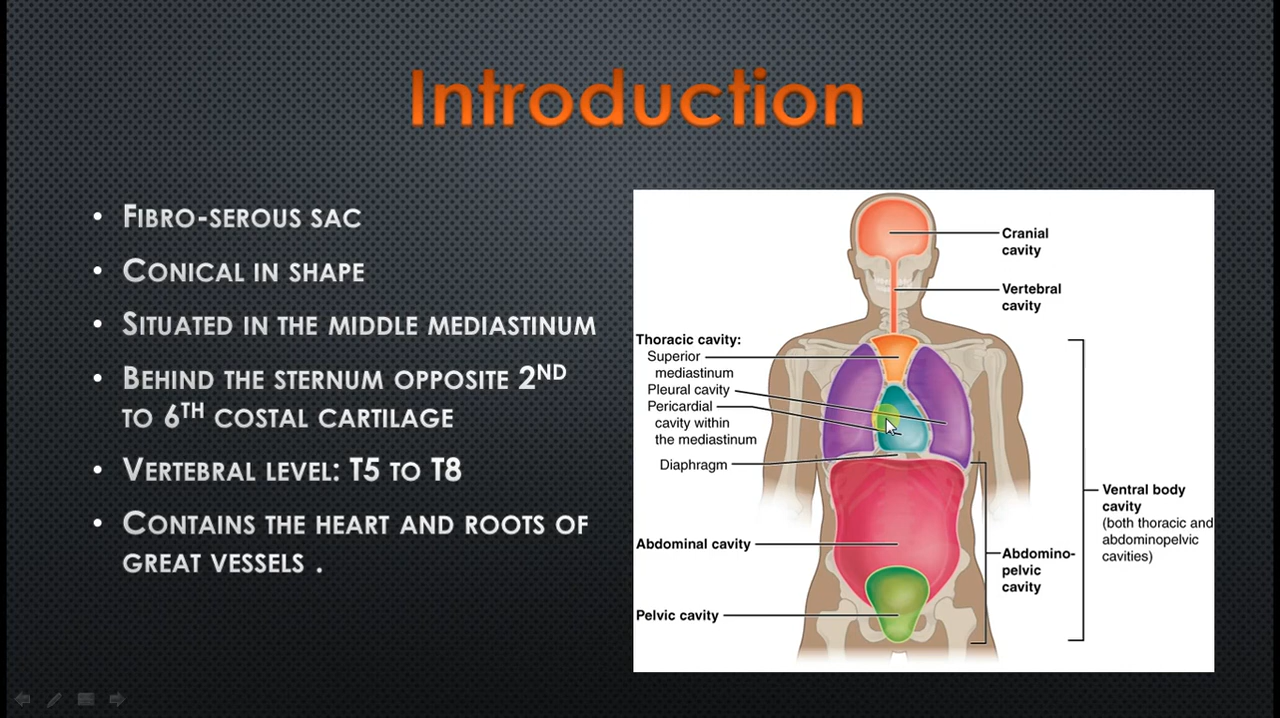 Introduction
• Fibro-serous sac
• Conical in shape
• Situated in the middle mediastinum
• Behind the sternum opposite 2nd
to 6th costal cartilage
• Vertebral level: T5 to T8
• Contains the heart and roots of
great vessels .
Cranial
cavity
Vertebral
cavity
Thoracic cavity:
Superior
mediastinum
Pleural cavity
Pericardial
cavity within
the mediastinum
Diaphragm
Abdominal cavity
Pelvic cavity
Abdomino-
pelvic
cavity
Ventral body
cavity
(both thoracic and
abdominopelvic
cavities)